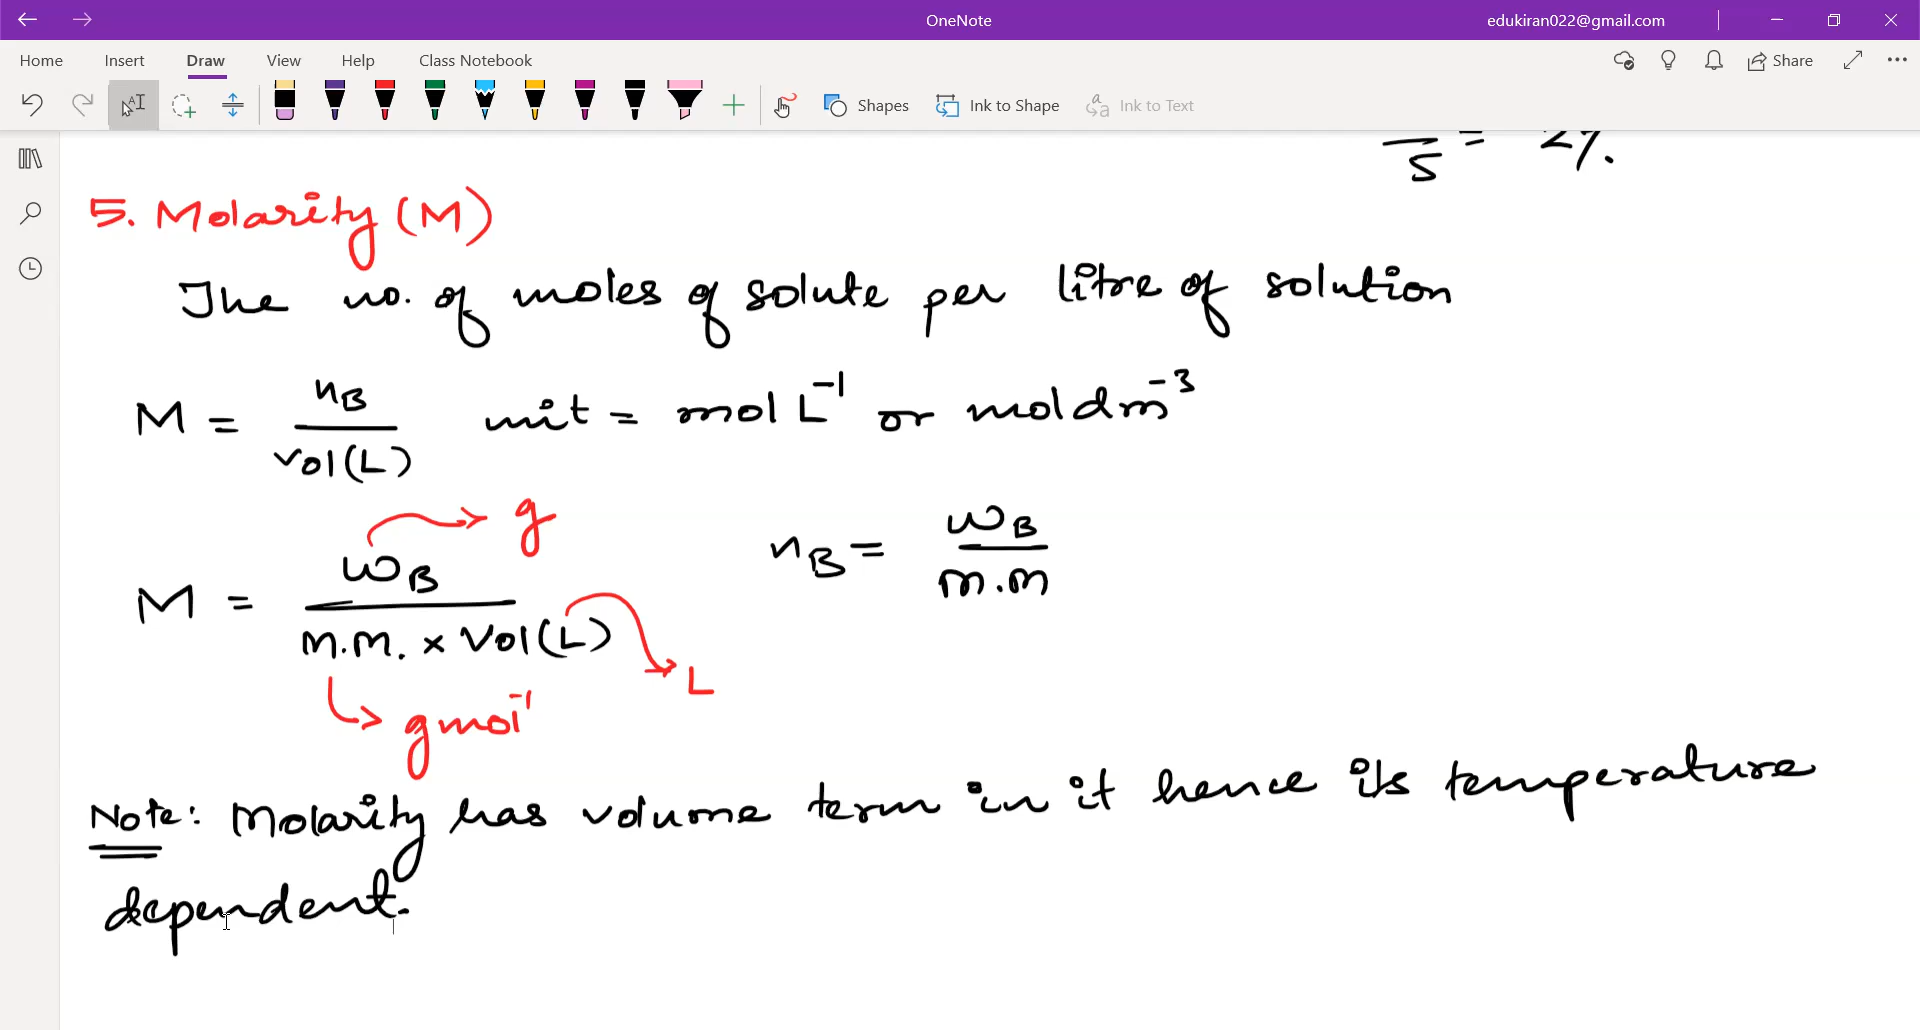 OneNote
edukiran022@gmail.com
Home Insert Draw View Help Class Notebook
Share
Shapes Ink to Shape Ink to Text
/5 = 2%.
5. Molarity (M)
The no. of moles of solute per litre of solution
M = nB / Vol(L) unit = mol L⁻¹ or mol dm⁻³
M = wB / m.m. × Vol(L) → g → L nB = wB / m.m
↳ g mol⁻¹
Note: Molarity has volume term in it hence its temperature
dependent.